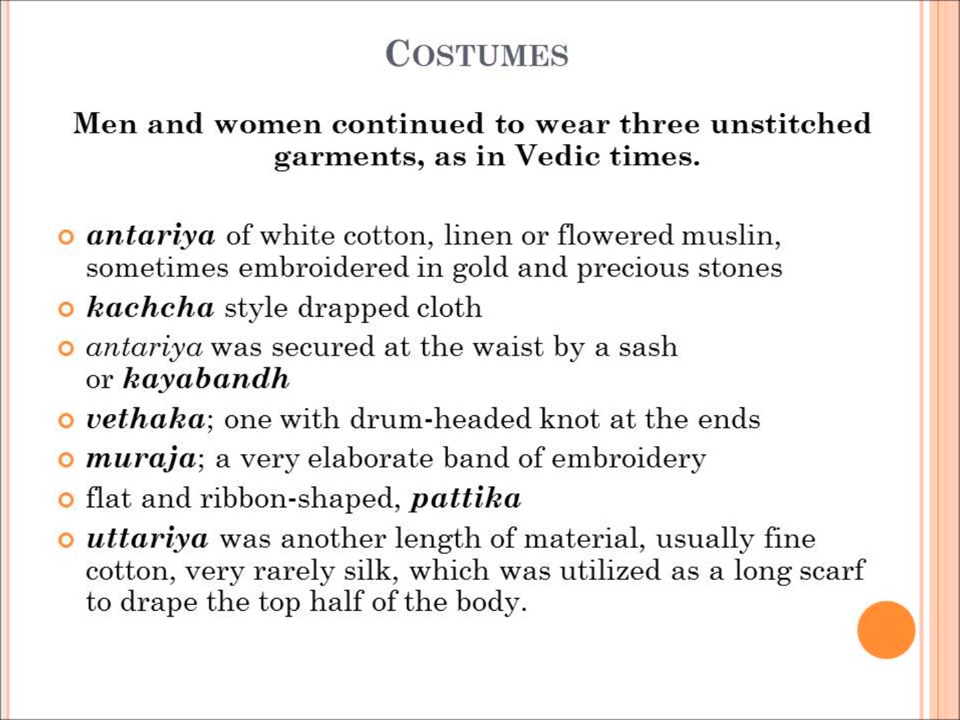 COSTUMES
Men and women continued to wear three unstitched
garments, as in Vedic times.
antariya of white cotton, linen or flowered muslin,
sometimes embroidered in gold and precious stones
kachcha style drapped cloth
antariya was secured at the waist by a sash
or kayabandh
vethaka; one with drum-headed knot at the ends
muraja; a very elaborate band of embroidery
flat and ribbon-shaped, pattika
uttariya was another length of material, usually fine
cotton, very rarely silk, which was utilized as a long scarf
to drape the top half of the body.